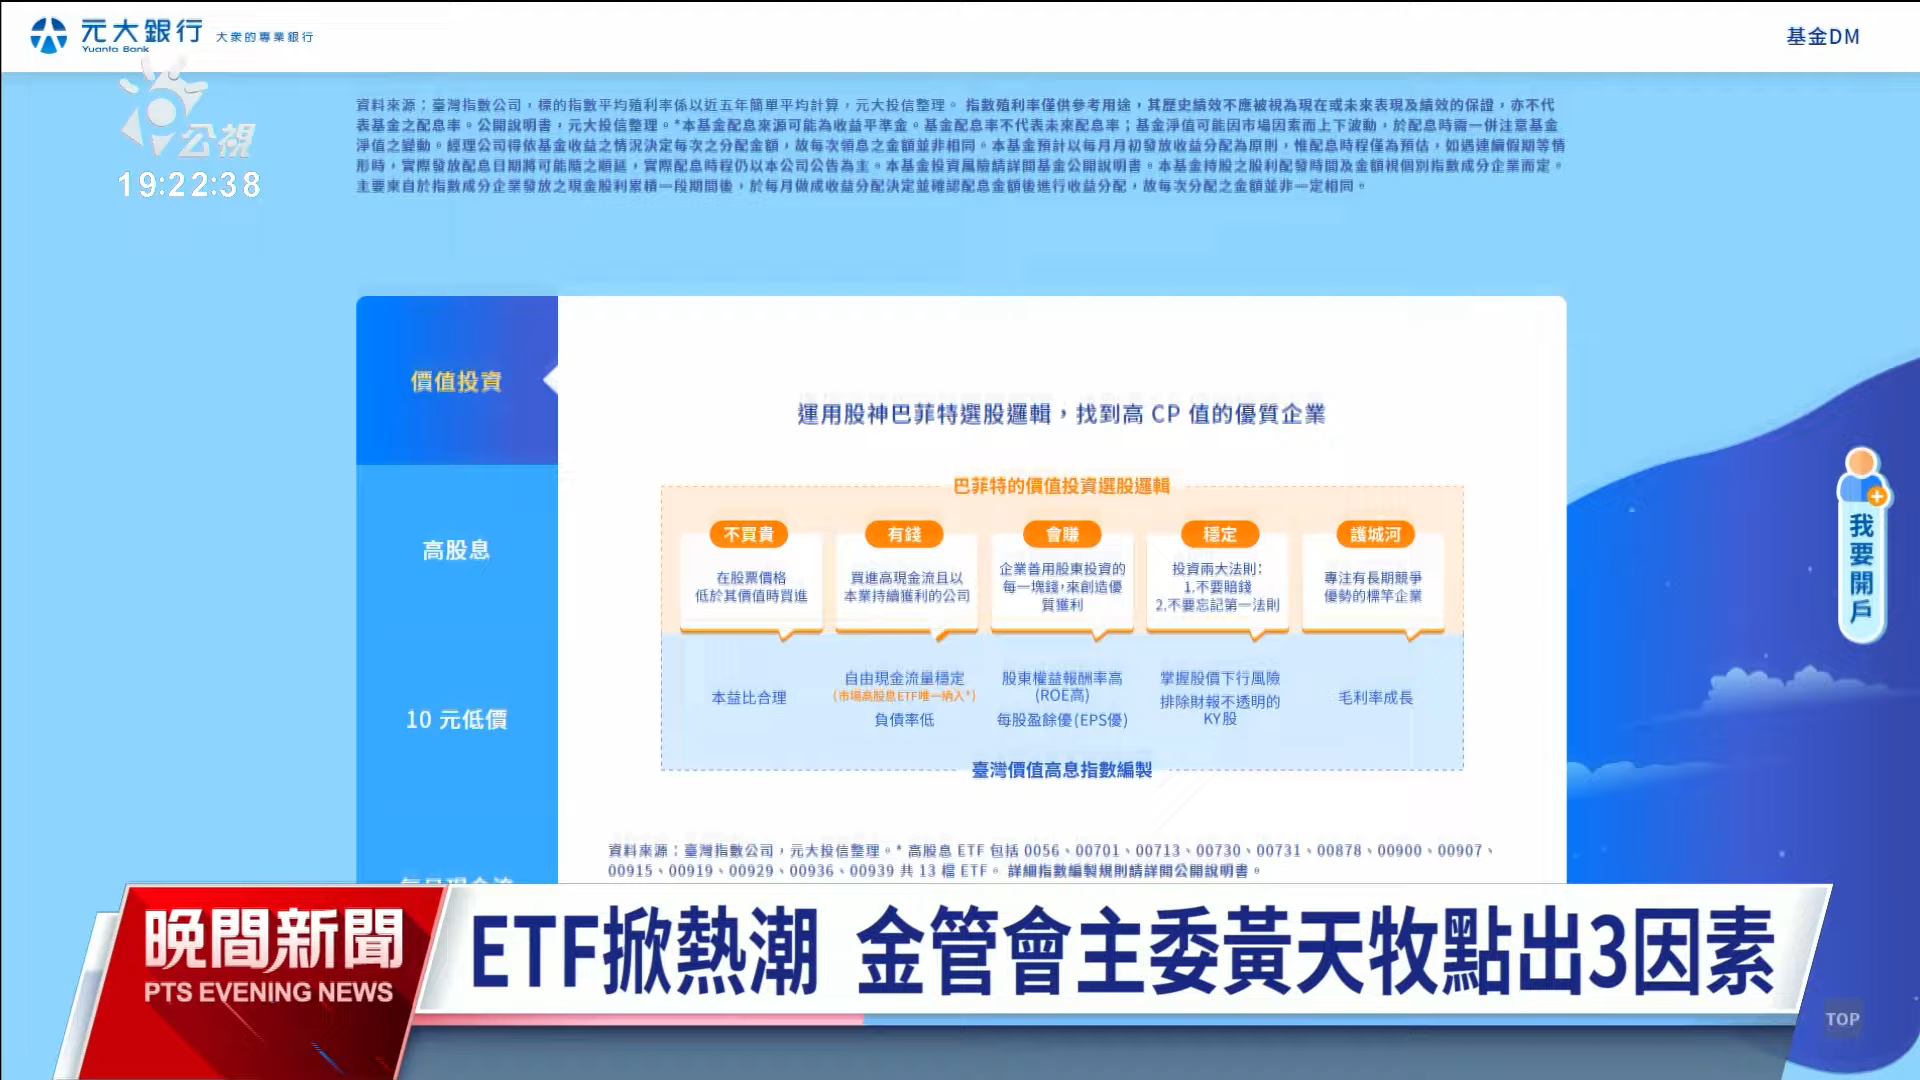 元大銀行 大衆的專業銀行
Yuanta Bank
基金DM
公視
19:22:38
資料來源：臺灣指數公司，標的指數平均殖利率係以近五年簡單平均計算，元大投信整理。 指數殖利率僅供參考用途，其歷史績效不應被視為現在或未來表現及績效的保證，亦不代
表基金之配息率。公開說明書，元大投信整理。*本基金配息來源可能為收益平準金。基金配息率不代表未來配息率；基金淨值可能因市場因素而上下波動，於配息時需一併注意基金
淨值之變動。經理公司得依基金收益之情況決定每次之分配金額，故每次領息之金額並非相同。本基金預計以每月月初發放收益分配為原則，惟配息時程僅為預估，如遇連續假期等情
形時，實際發放配息日期將可能隨之順延，實際配息時程仍以本公司公告為主。本基金投資風險請詳閱基金公開說明書。本基金持股之股利配發時間及金額視個別指數成分企業而定。
主要來自於指數成分企業發放之現金股利累積一段期間後，於每月做成收益分配決定並確認配息金額後進行收益分配，故每次分配之金額並非一定相同。
價值投資
高股息
10 元低價
運用股神巴菲特選股邏輯，找到高 CP 值的優質企業
巴菲特的價值投資選股邏輯
不買貴
在股票價格
低於其價值時買進
有錢
買進高現金流且以
本業持續獲利的公司
會賺
企業善用股東投資的
每一塊錢，來創造優
質獲利
穩定
投資兩大法則：
1.不要賠錢
2.不要忘記第一法則
護城河
專注有長期競爭
優勢的標竿企業
本益比合理
自由現金流量穩定
(市場高股息ETF唯一納入*)
負債率低
股東權益報酬率高
(ROE高)
每股盈餘優(EPS優)
掌握股價下行風險
排除財報不透明的
KY股
毛利率成長
臺灣價值高息指數編製
資料來源：臺灣指數公司，元大投信整理。* 高股息 ETF 包括 0056、00701、00713、00730、00731、00878、00900、00907、
00915、00919、00929、00936、00939 共 13 檔 ETF。 詳細指數編製規則請詳閱公開說明書。
我要開戶
晚間新聞
PTS EVENING NEWS
ETF掀熱潮 金管會主委黃天牧點出3因素
TOP